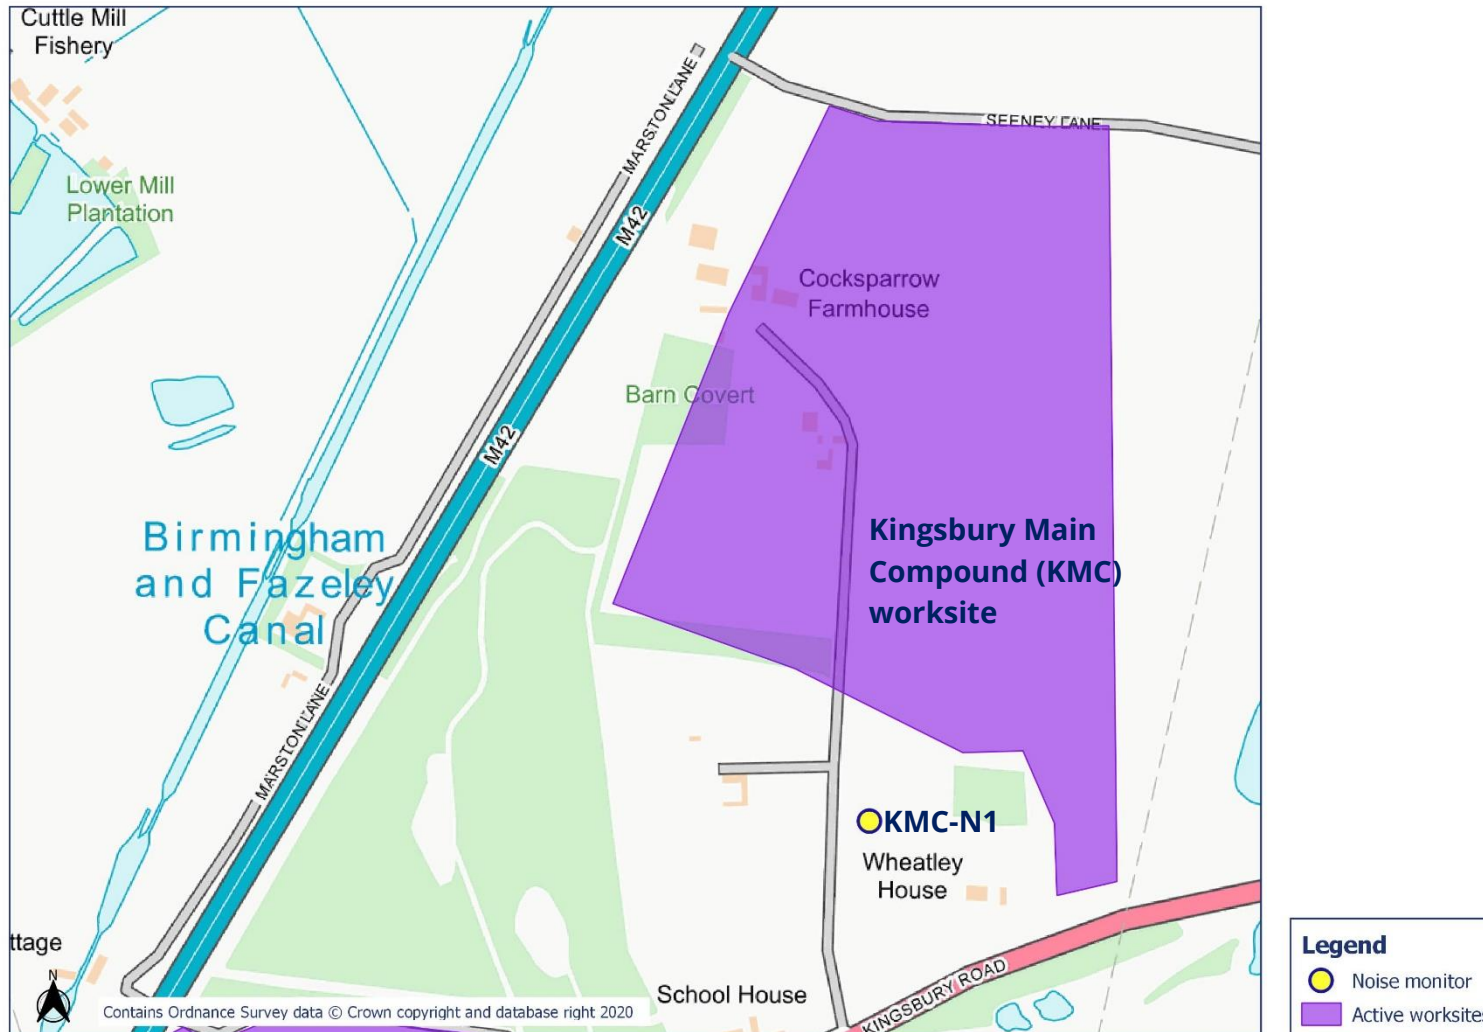 Cuttle Mill
Fishery
MARSTON LANE
SEENEY LANE
Lower Mill
Plantation
M42
Cocksparrow
Farmhouse
Barn Covert
M42
Birmingham
and Fazeley
Canal
Kingsbury Main
Compound (KMC)
worksite
MARSTON LANE
KMC-N1
Wheatley
House
ttage
N
School House
KINGSBURY ROAD
Contains Ordnance Survey data © Crown copyright and database right 2020
Legend
Noise monitor
Active worksite